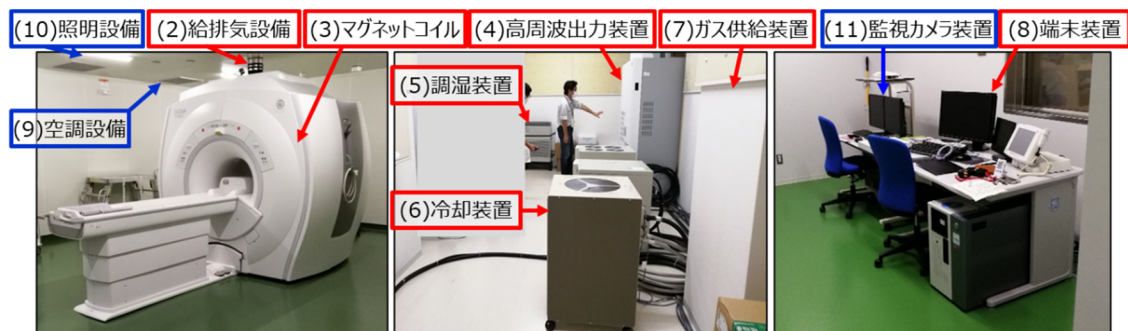 (10)照明設備
(2)給排気設備
(3)マグネットコイル
(4)高周波出力装置
(7)ガス供給装置
(11)監視カメラ装置
(8)端末装置
(5)調湿装置
(9)空調設備
(6)冷却装置